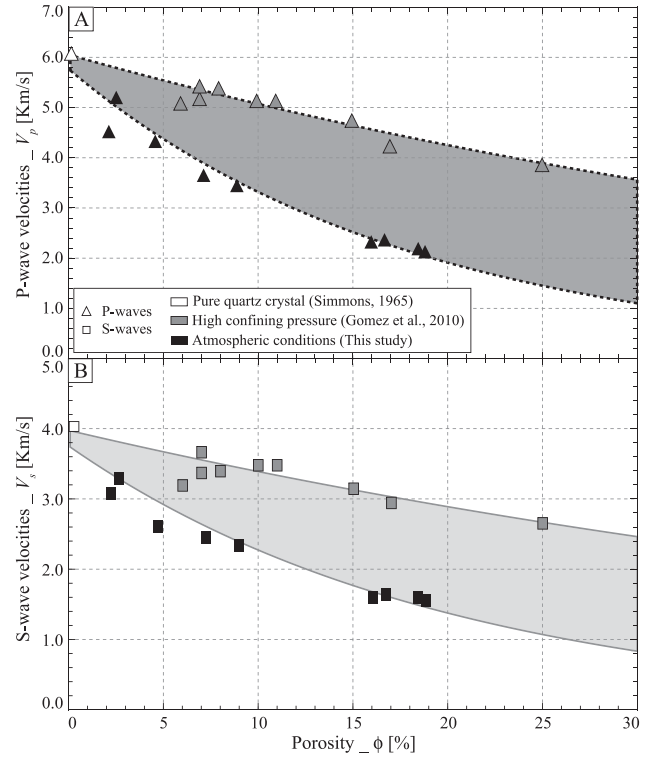 A
7.0
6.0
5.0
4.0
3.0
2.0
1.0
0.0
P-wave velocities _ Vp [Km/s]
P-waves
S-waves
Pure quartz crystal (Simmons, 1965)
High confining pressure (Gomez et al., 2010)
Atmospheric conditions (This study)
B
5.0
4.0
3.0
2.0
1.0
0.0
S-wave velocities _ Vs [Km/s]
0 5 10 15 20 25 30
Porosity _ ϕ [%]